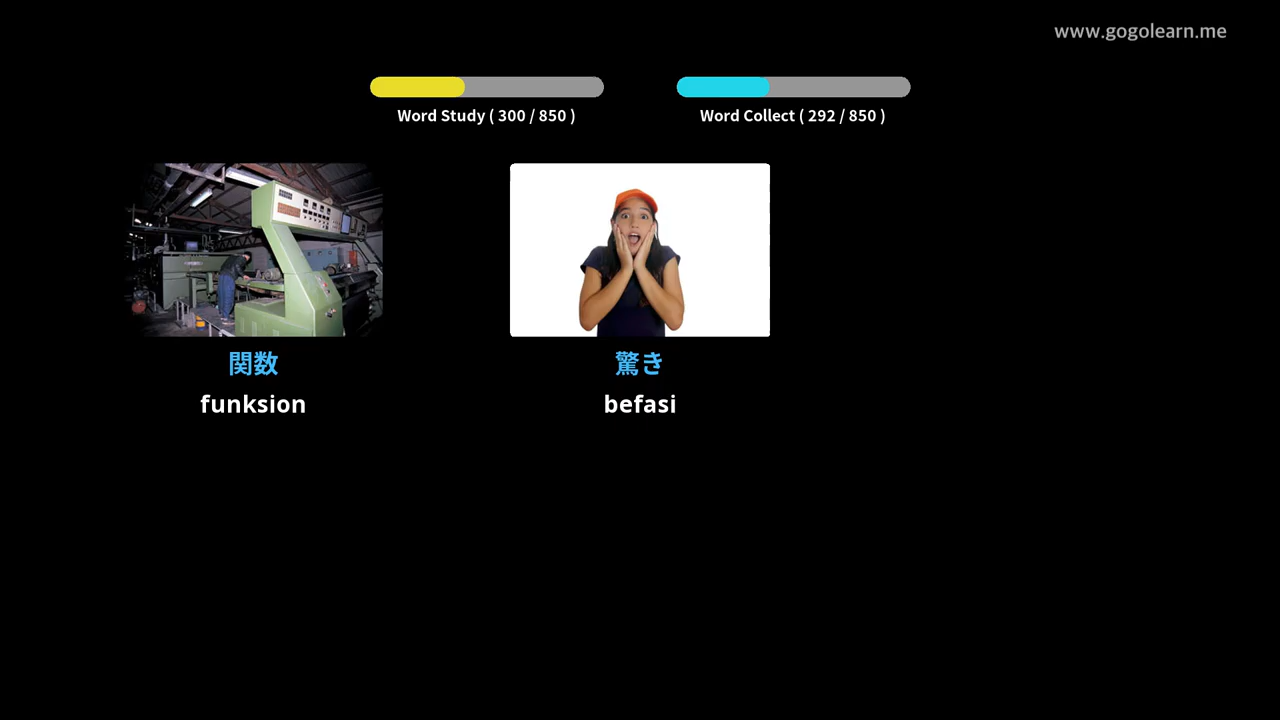 www.gogolearn.me
Word Study ( 300 / 850 )
Word Collect ( 292 / 850 )
関数
驚き
funksion
befasi